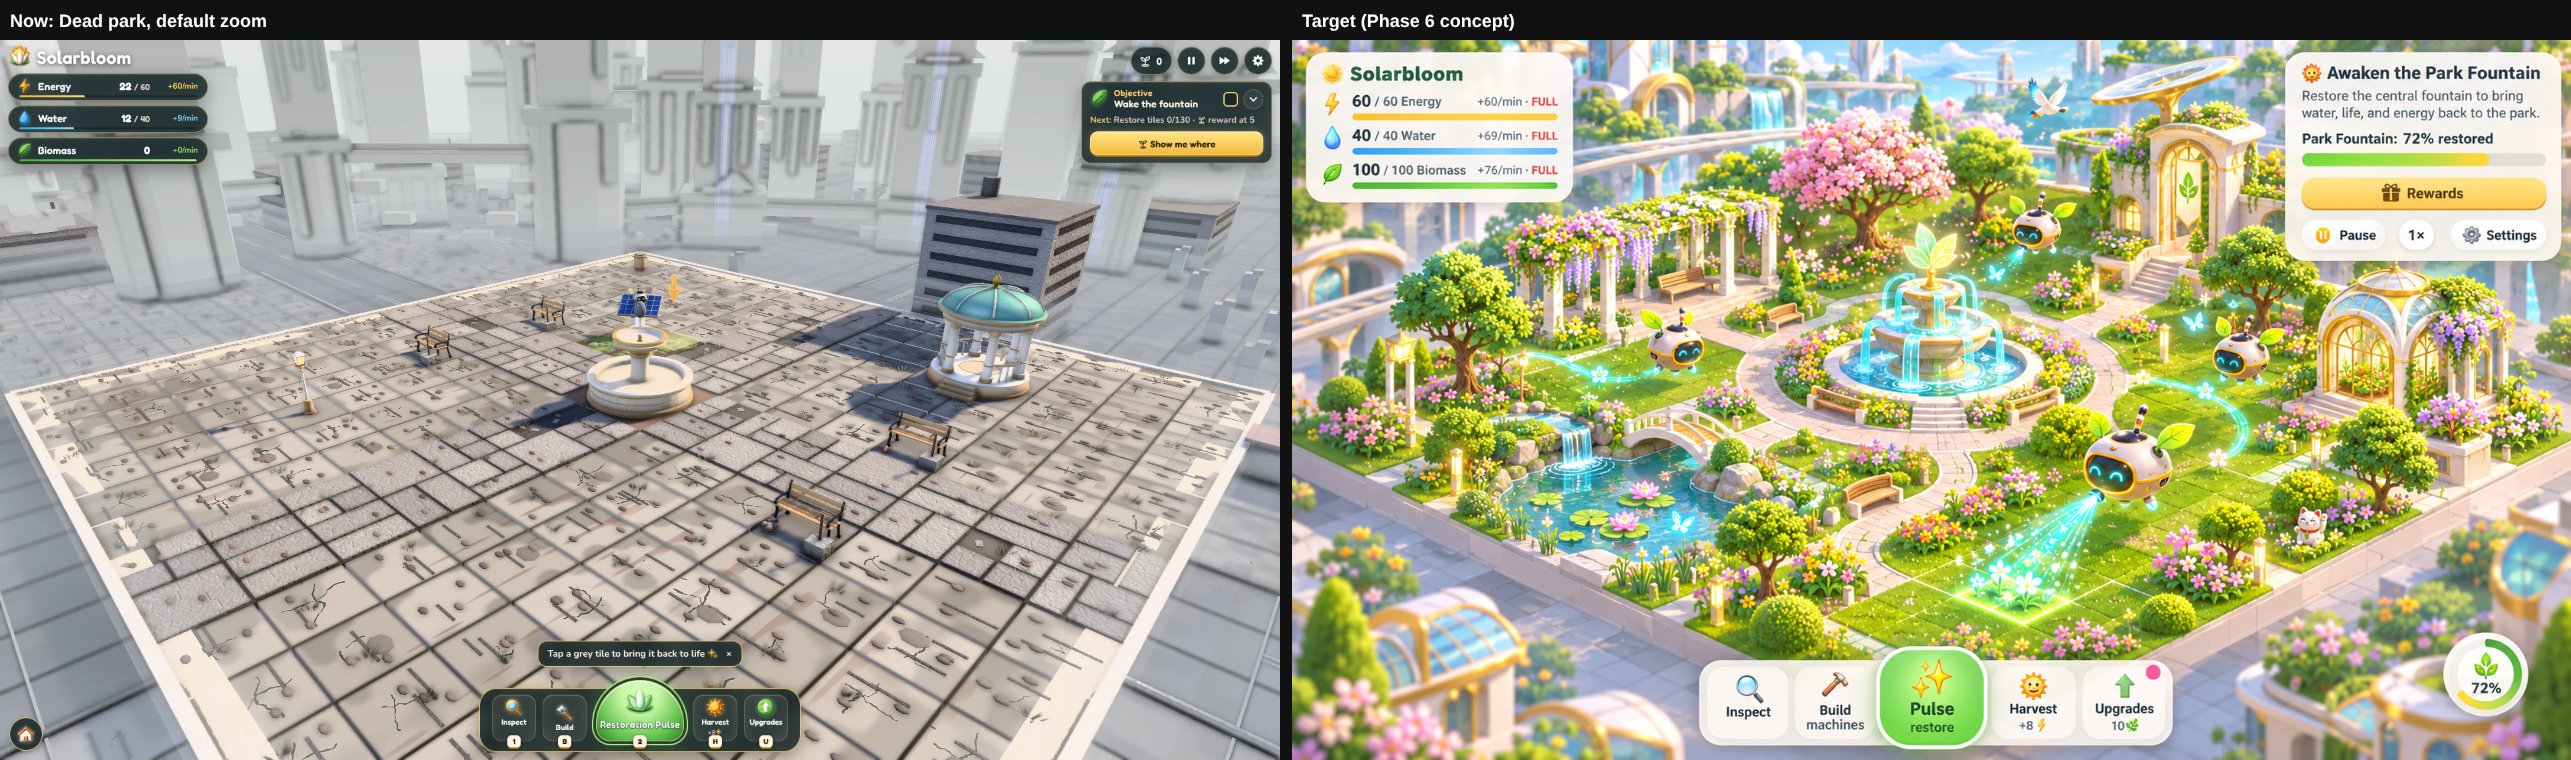 Now: Dead park, default zoom
Solarbloom
Energy 22 / 60 +60/min
Water 12 / 40 +9/min
Biomass 0 +0/min
0
Objective
Wake the fountain
Next: Restore tiles 0/130 · reward at 5
Show me where
Tap a grey tile to bring it back to life ×
Inspect
1
Build
B
Restoration Pulse
2
Harvest
+8
H
Upgrades
U
Target (Phase 6 concept)
Solarbloom
60 / 60 Energy +60/min · FULL
40 / 40 Water +69/min · FULL
100 / 100 Biomass +76/min · FULL
Awaken the Park Fountain
Restore the central fountain to bring
water, life, and energy back to the park.
Park Fountain: 72% restored
Rewards
Pause 1× Settings
Inspect
Build
machines
Pulse
restore
Harvest
+8
Upgrades
10
72%